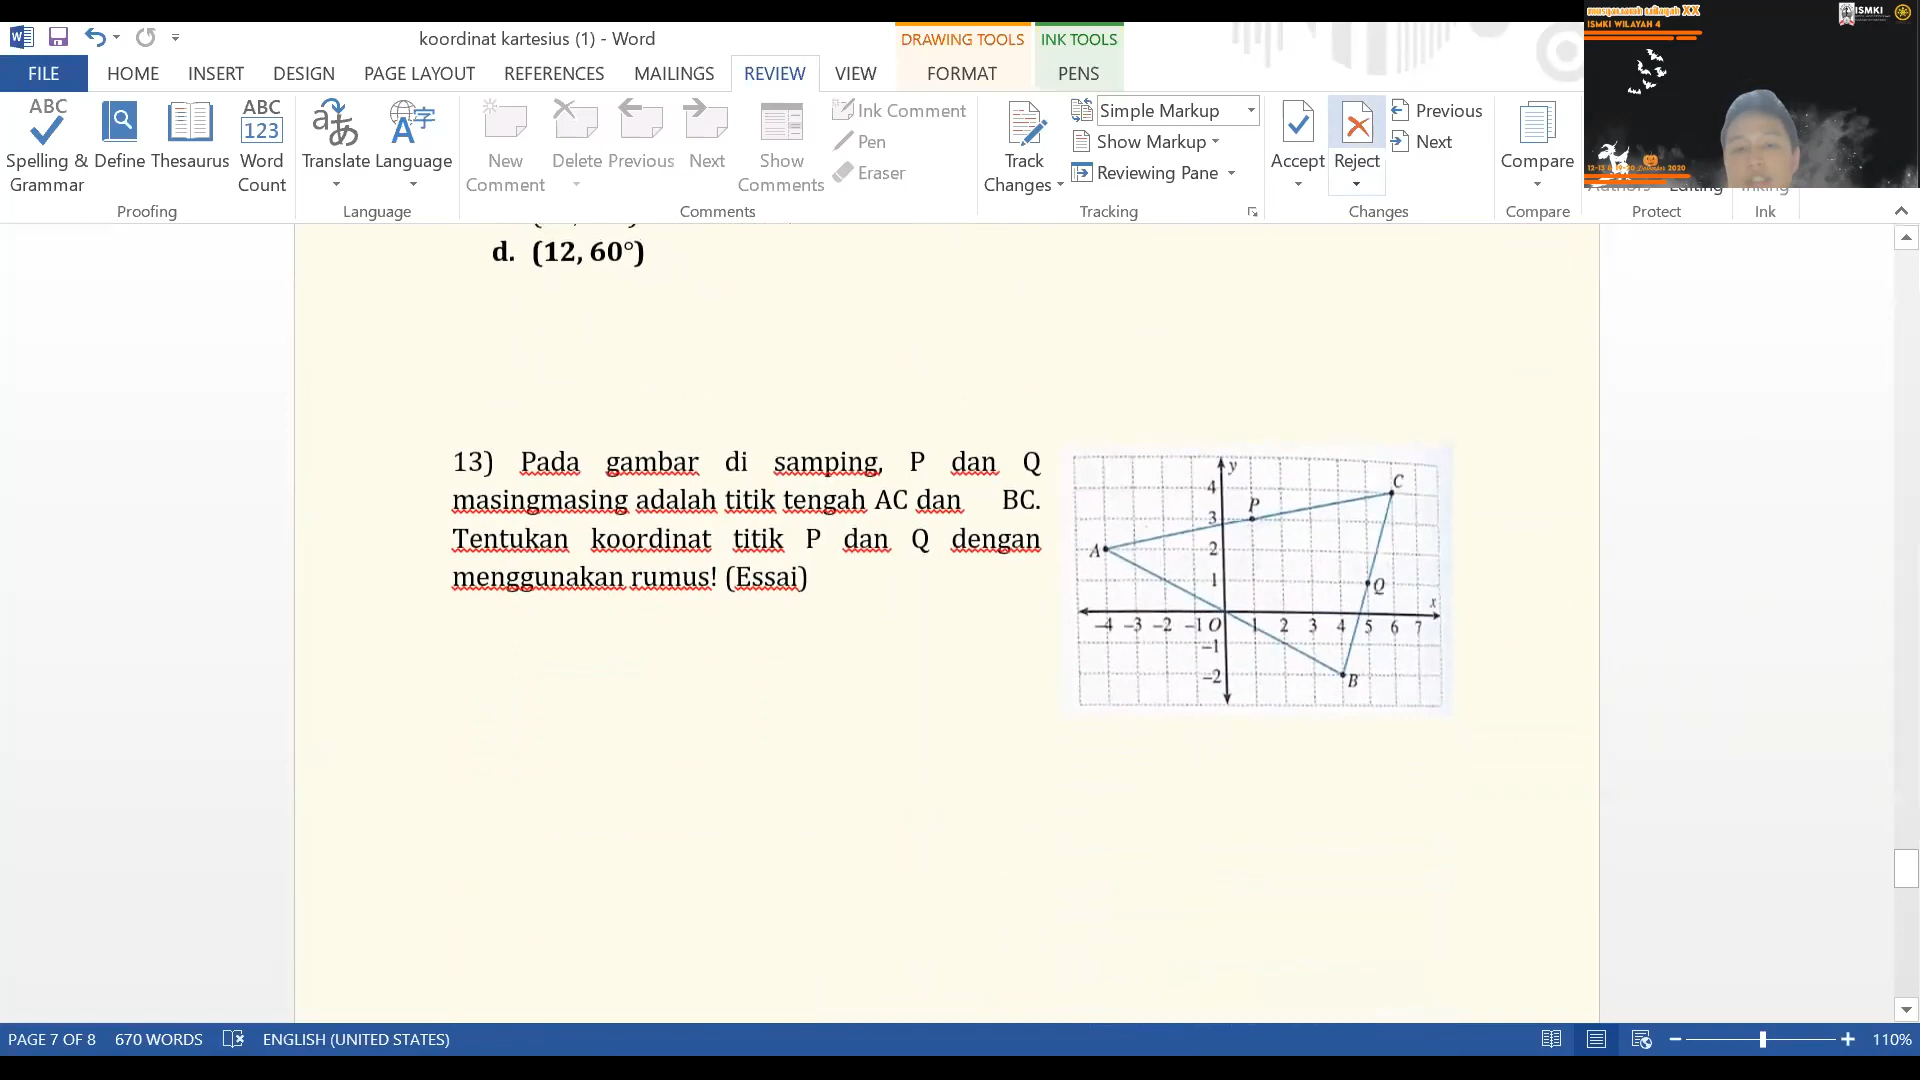 koordinat kartesius (1) - Word
DRAWING TOOLS
INK TOOLS
FILE
HOME
INSERT
DESIGN
PAGE LAYOUT
REFERENCES
MAILINGS
REVIEW
VIEW
FORMAT
PENS
ABC
Spelling &
Grammar
Define
Thesaurus
ABC
123
Word
Count
Proofing
Translate
Language
Language
New
Comment
Delete
Previous
Next
Show
Comments
Ink Comment
Pen
Eraser
Comments
Track
Changes
Simple Markup
Show Markup
Reviewing Pane
Tracking
Accept
Reject
Previous
Next
Changes
Compare
Compare
Protect
Ink
XX
ISMKI WILAYAH 4
ISMKI
d. (12, 60°)
13) Pada gambar di samping, P dan Q
masingmasing adalah titik tengah AC dan BC.
Tentukan koordinat titik P dan Q dengan
menggunakan rumus! (Essai)
y
4
C
P
3
A
2
1
Q
x
-4 -3 -2 -1 O 1 2 3 4 5 6 7
-1
-2
B
PAGE 7 OF 8
670 WORDS
ENGLISH (UNITED STATES)
110%